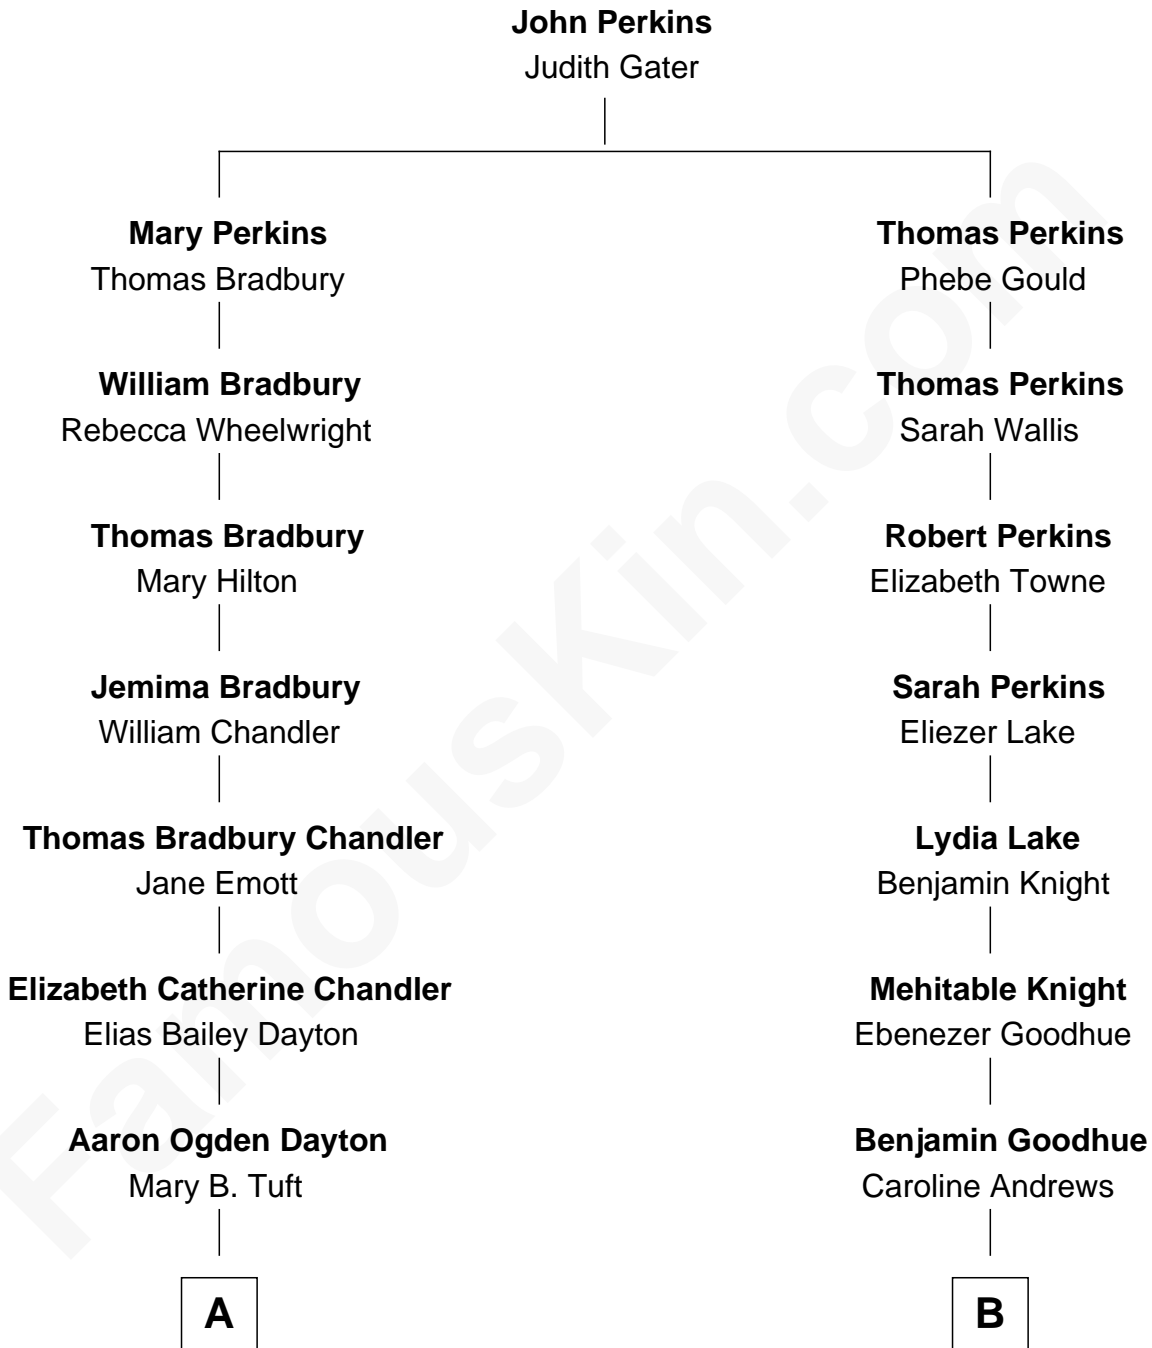 John Perkins
Judith Gater
Mary Perkins
Thomas Bradbury
Thomas Perkins
Phebe Gould
William Bradbury
Rebecca Wheelwright
Thomas Perkins
Sarah Wallis
Thomas Bradbury
Mary Hilton
Robert Perkins
Elizabeth Towne
Jemima Bradbury
William Chandler
Sarah Perkins
Eliezer Lake
Thomas Bradbury Chandler
Jane Emott
Lydia Lake
Benjamin Knight
Elizabeth Catherine Chandler
Elias Bailey Dayton
Mehitable Knight
Ebenezer Goodhue
Aaron Ogden Dayton
Mary B. Tuft
Benjamin Goodhue
Caroline Andrews
A
B
FamousKin.com